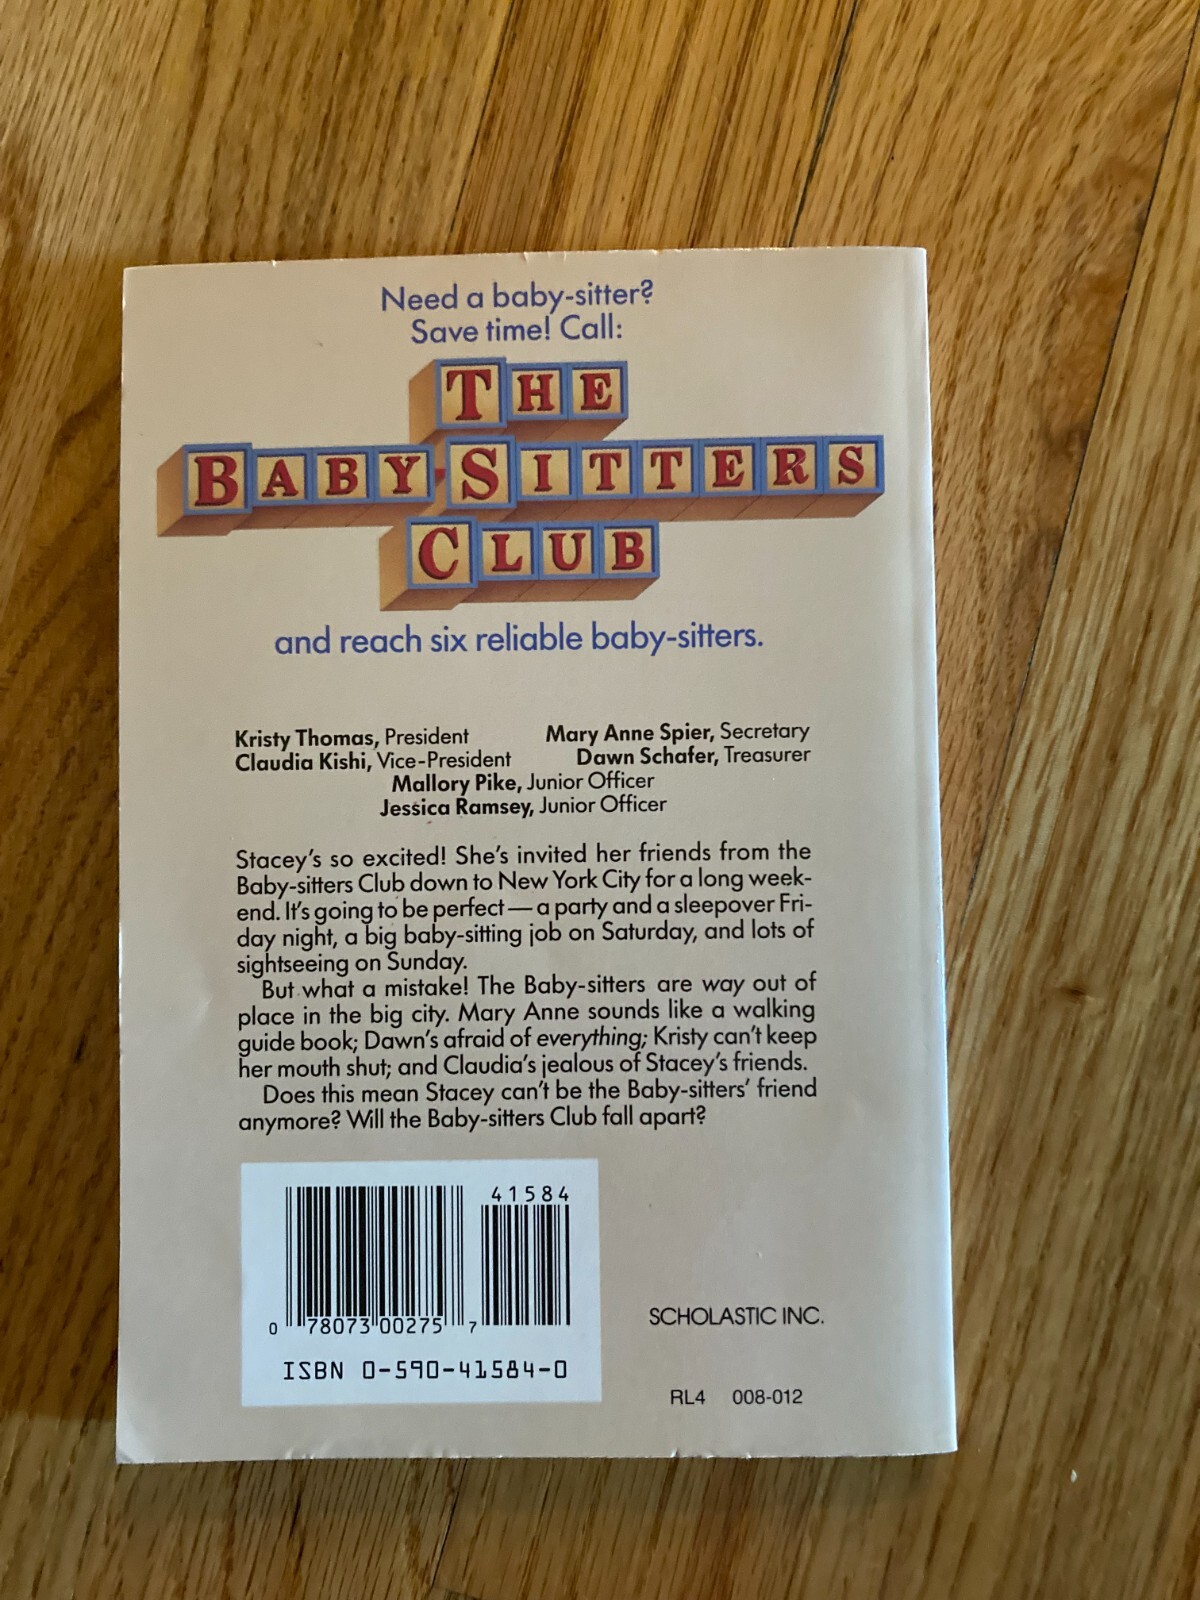 Need a baby-sitter?
Save time! Call:
THE
BABY-SITTERS
CLUB
and reach six reliable baby-sitters.
Kristy Thomas, President Mary Anne Spier, Secretary
Claudia Kishi, Vice-President Dawn Schafer, Treasurer
Mallory Pike, Junior Officer
Jessica Ramsey, Junior Officer
Stacey's so excited! She's invited her friends from the
Baby-sitters Club down to New York City for a long week-
end. It's going to be perfect — a party and a sleepover Fri-
day night, a big baby-sitting job on Saturday, and lots of
sightseeing on Sunday.
But what a mistake! The Baby-sitters are way out of
place in the big city. Mary Anne sounds like a walking
guide book; Dawn's afraid of everything; Kristy can't keep
her mouth shut; and Claudia's jealous of Stacey's friends.
Does this mean Stacey can't be the Baby-sitters' friend
anymore? Will the Baby-sitters Club fall apart?
41584
0 78073 00275 7
ISBN 0-590-41584-0
SCHOLASTIC INC.
RL4 008-012